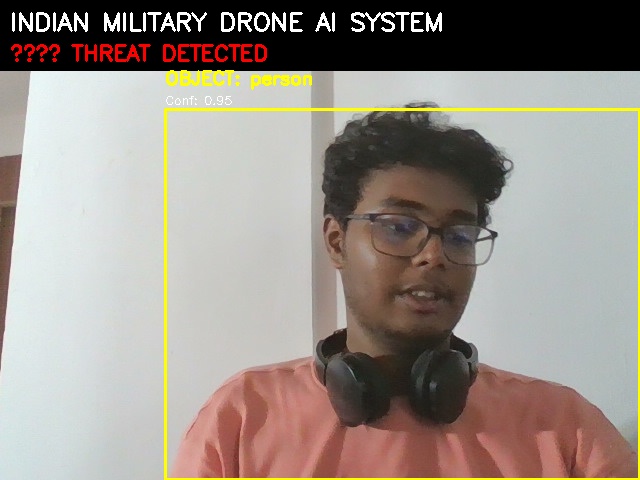 INDIAN MILITARY DRONE AI SYSTEM
???? THREAT DETECTED
OBJECT: person
Conf: 0.95